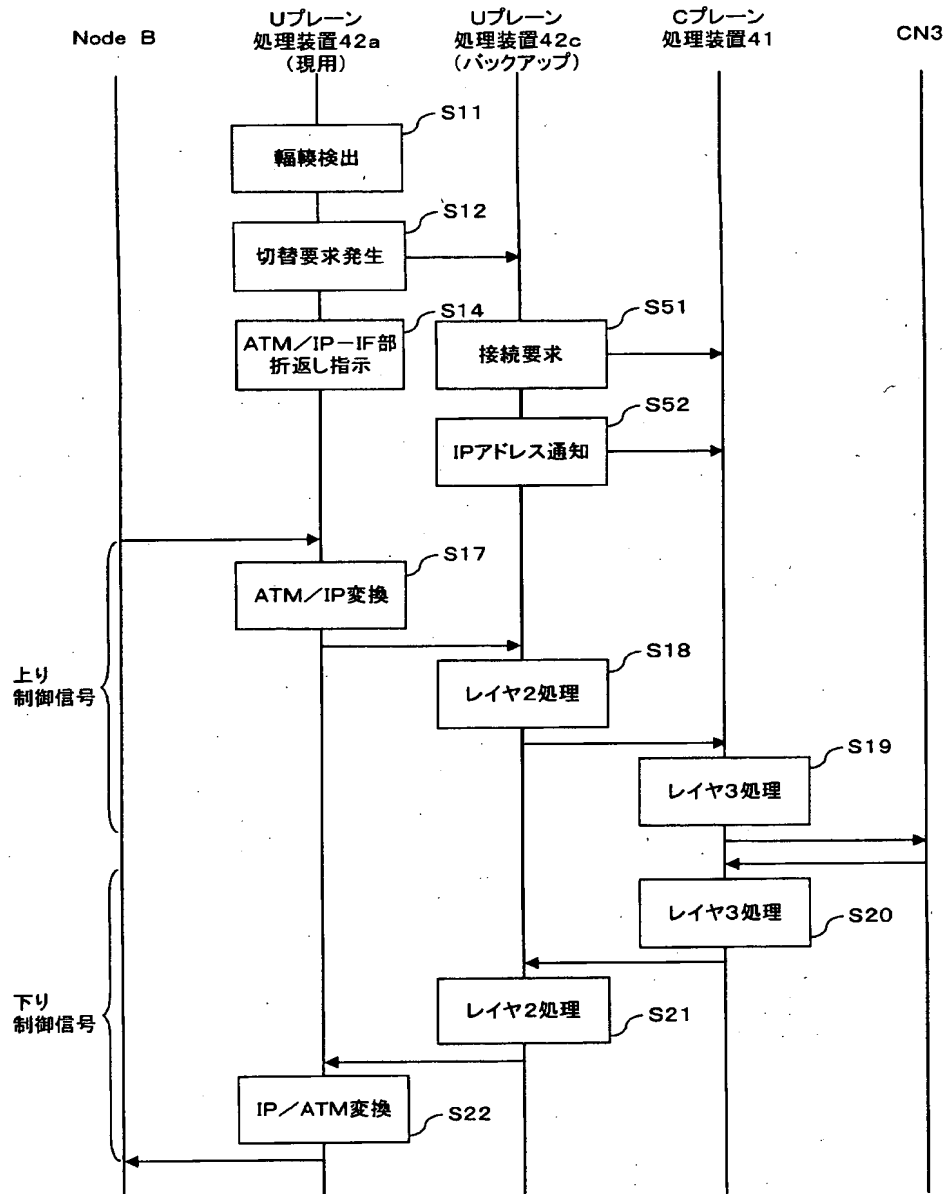 Node B
Uプレーン
処理装置42a
(現用)
Uプレーン
処理装置42c
(バックアップ)
Cプレーン
処理装置41
CN3
S11
輻輳検出
S12
切替要求発生
S14
ATM/IP-IF部
折返し指示
S51
接続要求
S52
IPアドレス通知
S17
ATM/IP変換
上り
制御信号
S18
レイヤ2処理
S19
レイヤ3処理
レイヤ3処理
S20
下り
制御信号
レイヤ2処理
S21
IP/ATM変換
S22